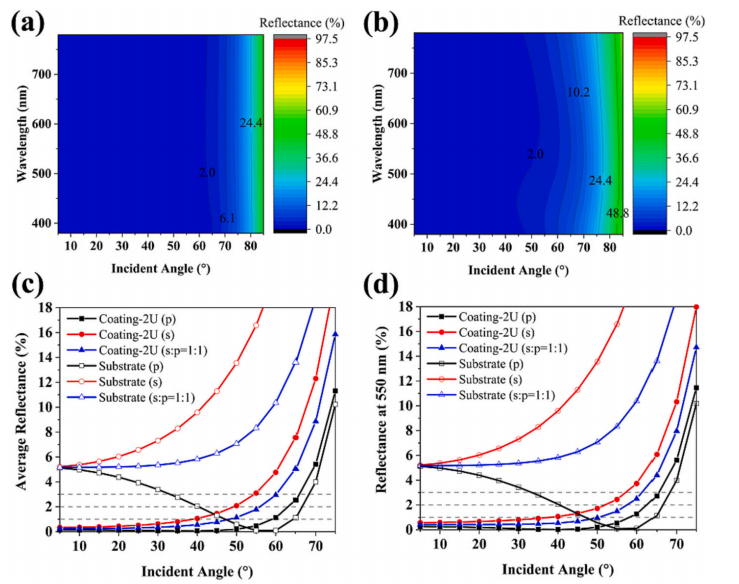 (a)
Reflectance (%)
97.5
85.3
73.1
60.9
48.8
36.6
24.4
12.2
0.0
Wavelength (nm)
700
600
500
400
24.4
2.0
6.1
10 20 30 40 50 60 70 80
Incident Angle (°)
(b)
Reflectance (%)
97.5
85.3
73.1
60.9
48.8
36.6
24.4
12.2
0.0
Wavelength (nm)
700
600
500
400
10.2
2.0
24.4
48.8
10 20 30 40 50 60 70 80
Incident Angle (°)
(c)
Average Reflectance (%)
18
16
14
12
10
8
6
4
2
0
Coating-2U (p)
Coating-2U (s)
Coating-2U (s:p=1:1)
Substrate (p)
Substrate (s)
Substrate (s:p=1:1)
10 20 30 40 50 60 70
Incident Angle (°)
(d)
Reflectance at 550 nm (%)
18
16
14
12
10
8
6
4
2
0
Coating-2U (p)
Coating-2U (s)
Coating-2U (s:p=1:1)
Substrate (p)
Substrate (s)
Substrate (s:p=1:1)
10 20 30 40 50 60 70
Incident Angle (°)